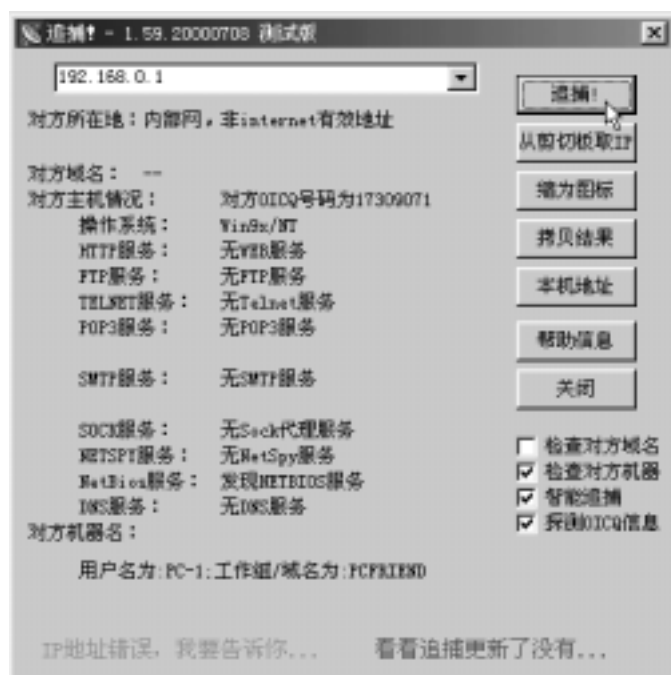 追捕! - 1.59.20000708 测试版
192.168.0.1
追捕!
对方所在地：内部网，非internet有效地址
从剪切板取IP
对方域名： --
对方主机情况： 对方OICQ号码为17309071
缩为图标
操作系统： Win9x/NT
HTTP服务： 无WEB服务
拷贝结果
FTP服务： 无FTP服务
TELNET服务： 无Telnet服务
本机地址
POP3服务： 无POP3服务
帮助信息
SMTP服务： 无SMTP服务
关闭
SOCK服务： 无Sock代理服务
检查对方域名
NETSPY服务： 无NetSpy服务
检查对方机器
NetBios服务： 发现NETBIOS服务
智能追捕
DNS服务： 无DNS服务
探测OICQ信息
对方机器名：
用户名为:PC-1:工作组/域名为:PCFRIEND
IP地址错误，我要告诉你... 看看追捕更新了没有...